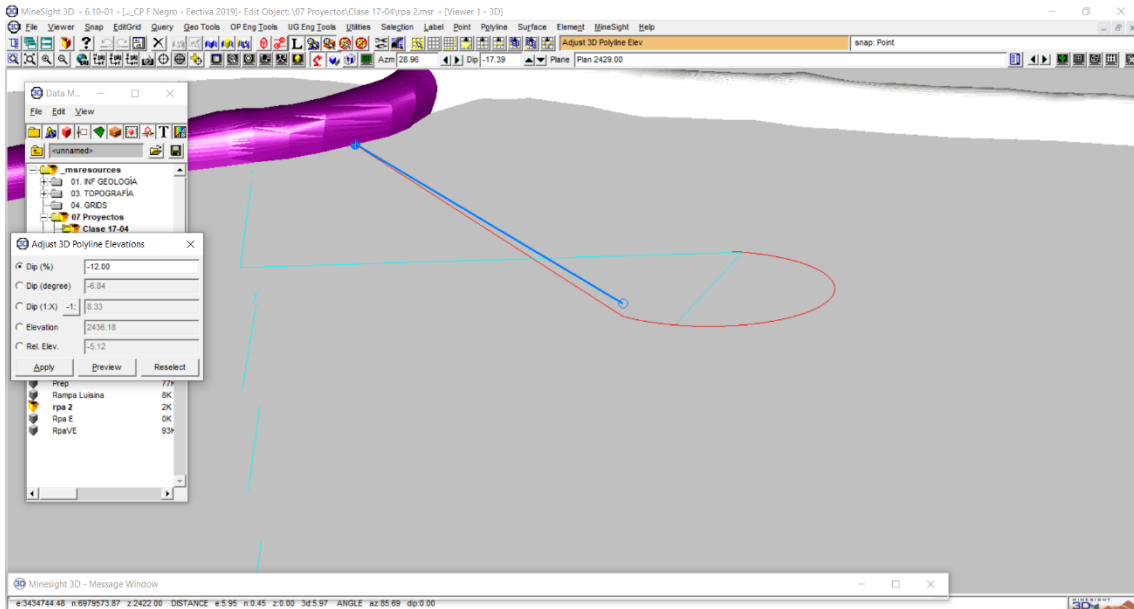 MineSight 3D - 6.10-01 - [..._CP F Negro - Eectiva 2019]- Edit Object: \07 Proyectos\Clase 17-04\rpa 2.msr - [Viewer 1 - 3D]
File Viewer Snap EditGrid Query Geo Tools OP Eng Tools UG Eng Tools Utilities Selection Label Point Polyline Surface Element MineSight Help
Adjust 3D Polyline Elev
snap: Point
Azm 28.96 Dip -17.39 Plane Plan 2429.00
Data M...
File Edit View
<unnamed>
_msresources
01. INF GEOLOGÍA
03. TOPOGRAFÍA
04. GRIDS
07 Proyectos
Clase 17-04
Adjust 3D Polyline Elevations
Dip (%) -12.00
Dip (degree) -6.84
Dip (1:X) -1: 8.33
Elevation 2436.18
Rel. Elev. -5.12
Apply Preview Reselect
Prep 77K
Rampa Luisina 8K
rpa 2 2K
Rpa E 0K
RpaVE 93K
Minesight 3D - Message Window
e:3434744.48 n:6979573.87 z:2422.00 DISTANCE e:5.95 n:0.45 z:0.00 3d:5.97 ANGLE az:85.69 dip:0.00
MINESIGHT
3D